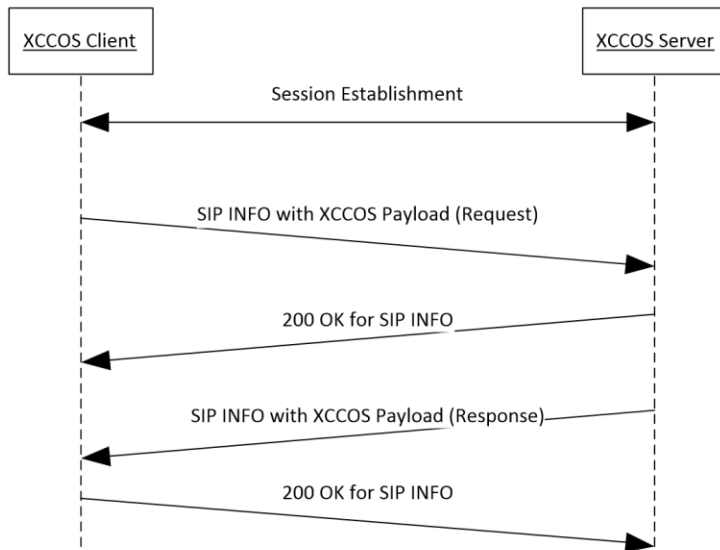 XCCOS Client
XCCOS Server
Session Establishment
SIP INFO with XCCOS Payload (Request)
200 OK for SIP INFO
SIP INFO with XCCOS Payload (Response)
200 OK for SIP INFO